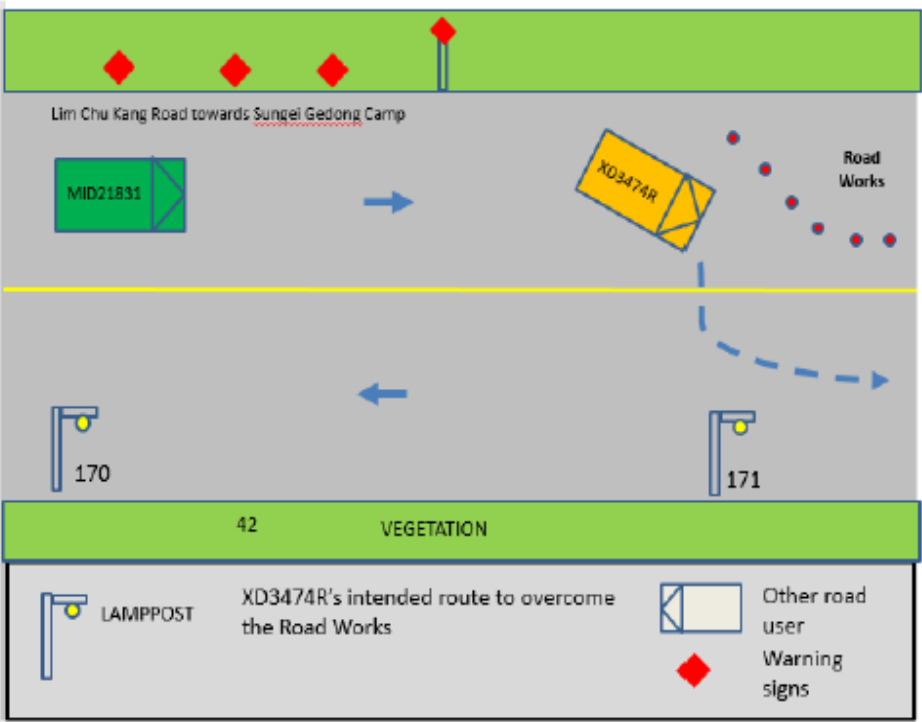 Lim Chu Kang Road towards Sungei Gedong Camp
MID21831
XD3474R
Road
Works
170
171
42
VEGETATION
LAMPPOST
XD3474R's intended route to overcome
the Road Works
Other road
user
Warning
signs